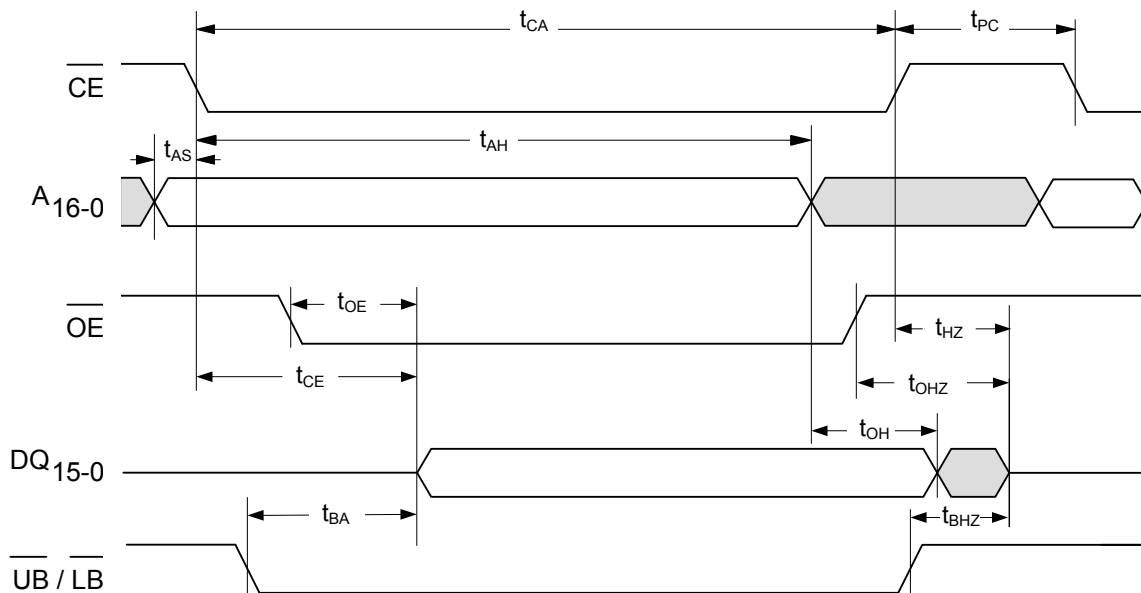 tCA
tPC
CE
tAH
tAS
A16-0
tOE
OE
tHZ
tCE
tOHZ
tOH
DQ15-0
tBA
tBHZ
UB / LB